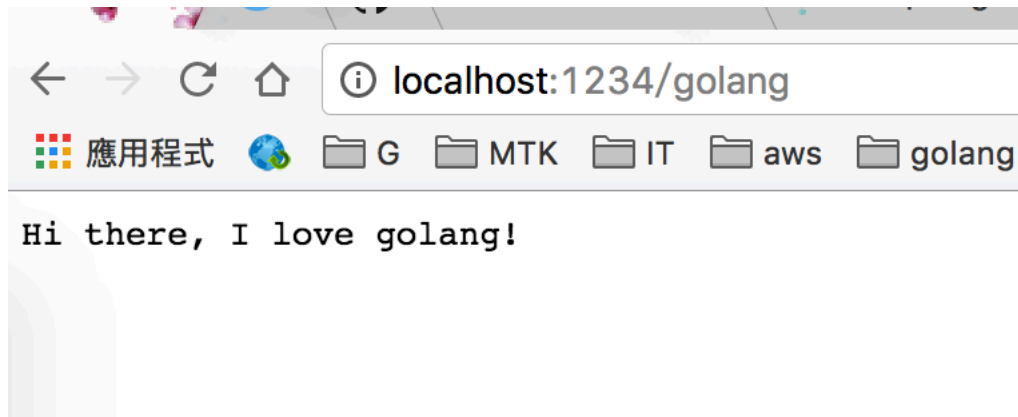 localhost:1234/golang
應用程式 G MTK IT aws golang
Hi there, I love golang!